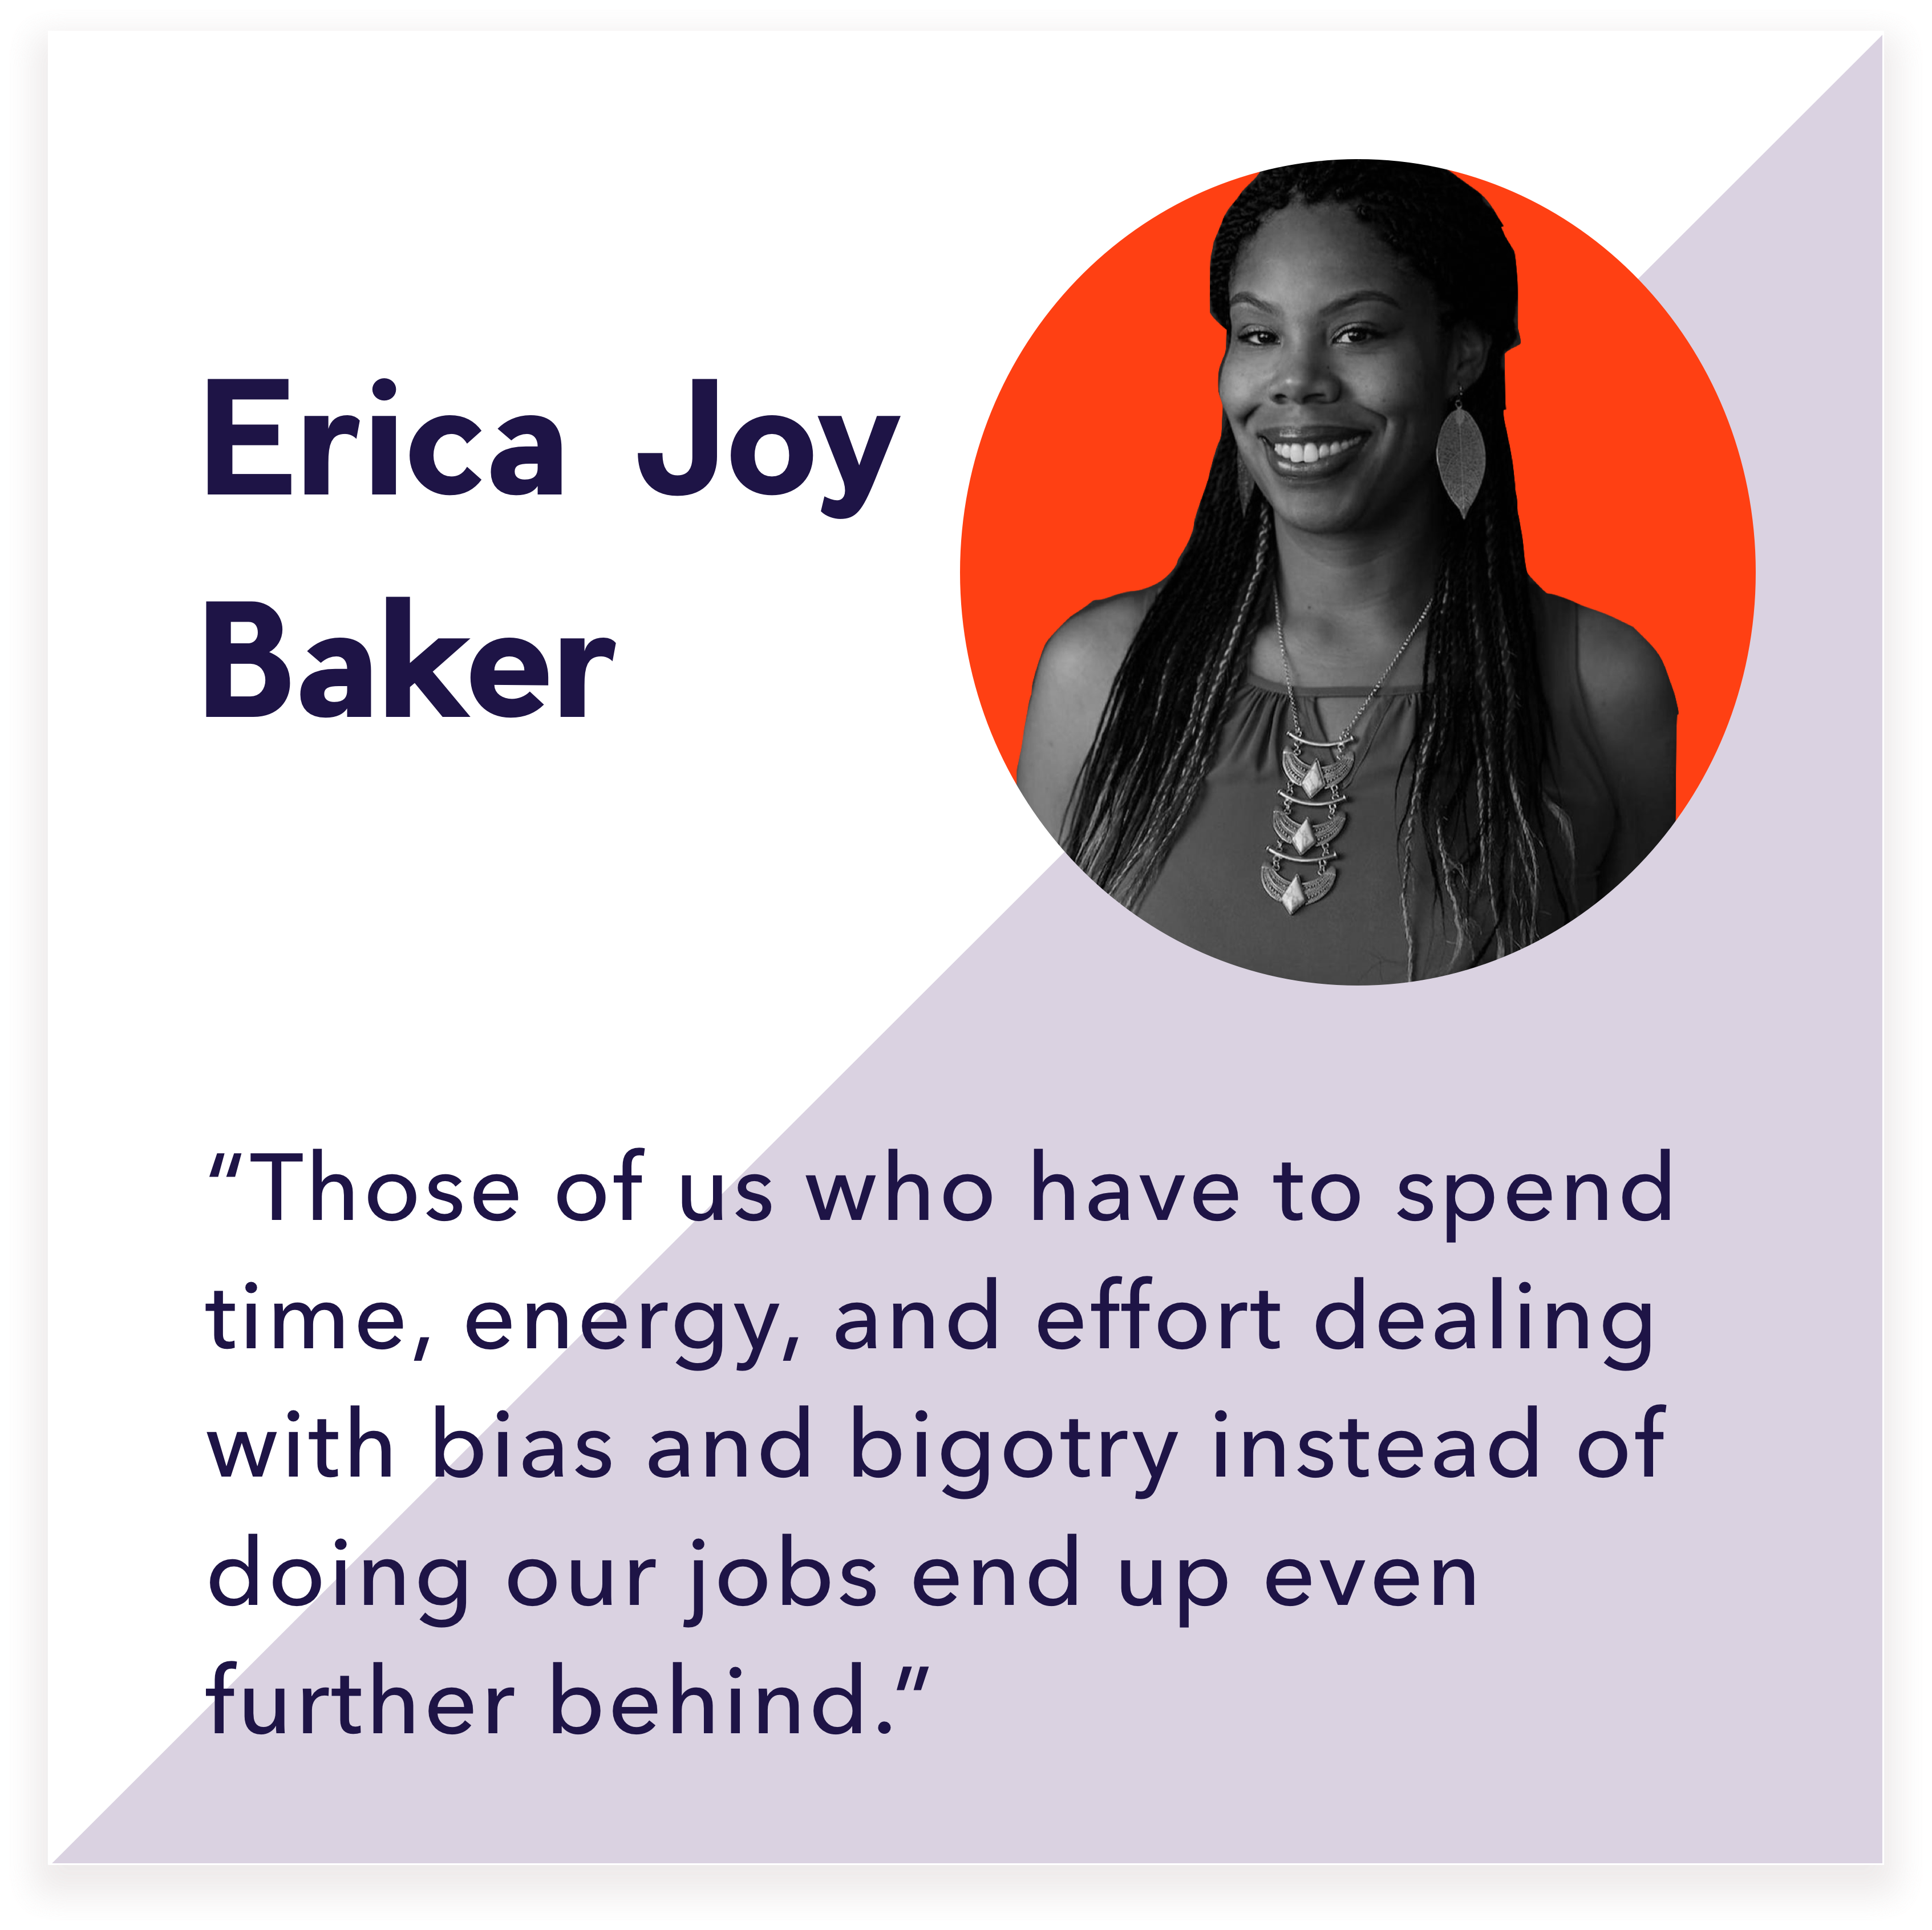 Erica Joy
Baker
“Those of us who have to spend
time, energy, and effort dealing
with bias and bigotry instead of
doing our jobs end up even
further behind.”